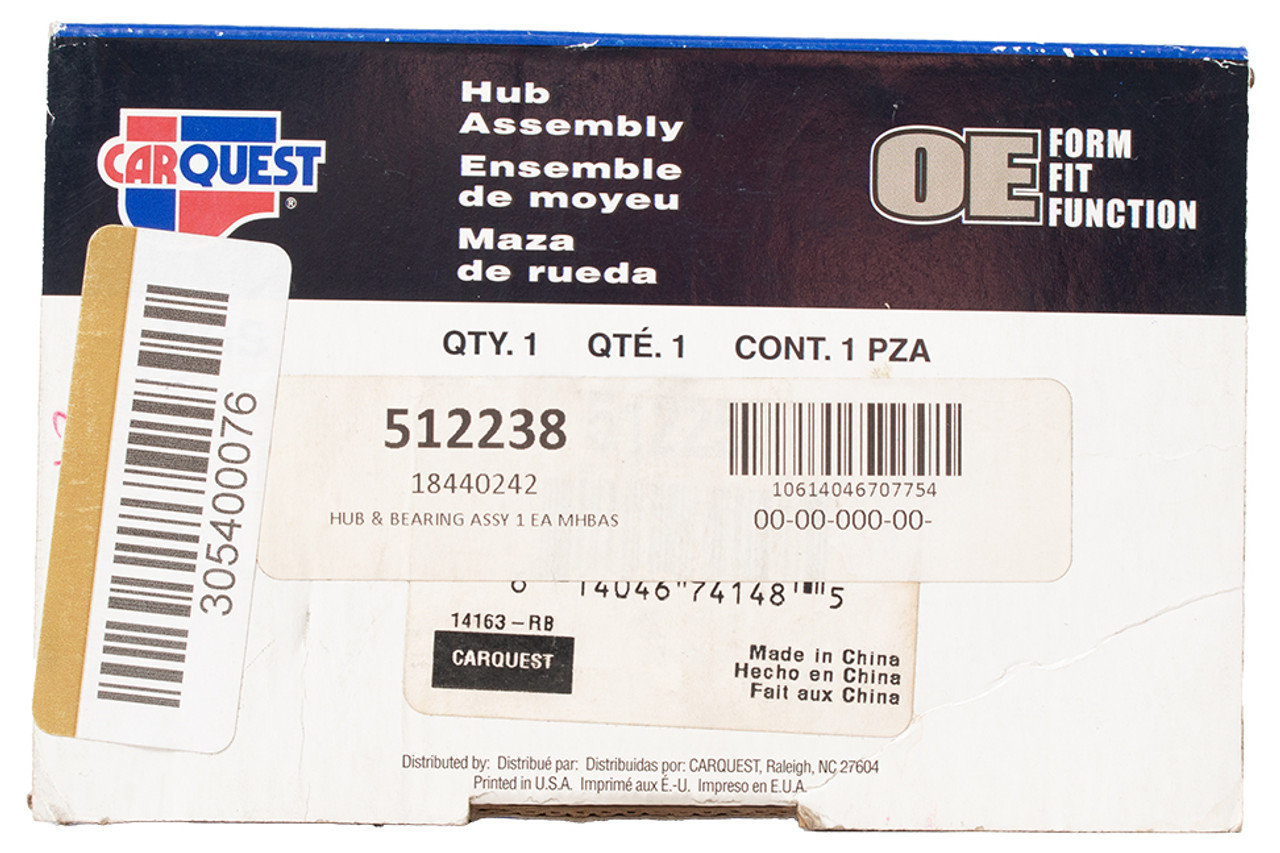 CARQUEST®
Hub
Assembly
Ensemble
de moyeu
Maza
de rueda
OE FORM
FIT
FUNCTION
QTY. 1 QTÉ. 1 CONT. 1 PZA
3054000076
512238
18440242
HUB & BEARING ASSY 1 EA MHBAS
10614046707754
00-00-000-00-
14046 74148 5
14163-RB
CARQUEST
Made in China
Hecho en China
Fait aux China
Distributed by: Distribué par: Distribuidas por: CARQUEST, Raleigh, NC 27604
Printed in U.S.A. Imprimé aux É.-U. Impreso en E.U.A.